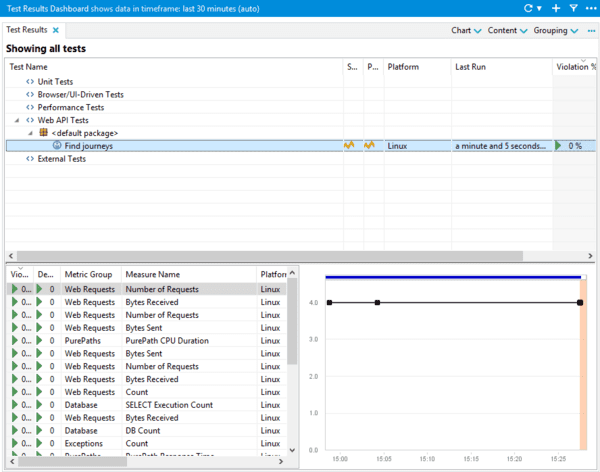 Test Results Dashboard shows data in timeframe: last 30 minutes (auto)
Test Results
Chart Content Grouping
Showing all tests
Test Name S... P... Platform Last Run Violation %
Unit Tests
Browser/UI-Driven Tests
Performance Tests
Web API Tests
<default package>
Find journeys Linux a minute and 5 seconds... 0 %
External Tests
Vio... De... Metric Group Measure Name Platform
0... 0 Web Requests Number of Requests Linux
0... 0 Web Requests Bytes Received Linux
0... 0 Web Requests Number of Requests Linux
0... 0 Web Requests Bytes Sent Linux
0... 0 PurePaths PurePath CPU Duration Linux
0... 0 Web Requests Bytes Sent Linux
0... 0 Web Requests Number of Requests Linux
0... 0 Web Requests Bytes Received Linux
0... 0 Web Requests Count Linux
0... 0 Database SELECT Execution Count Linux
0... 0 Web Requests Bytes Received Linux
0... 0 Database DB Count Linux
0... 0 Exceptions Count Linux
0... 0 PurePaths PurePath Response Time Linux
4.0
3.0
2.0
1.0
0.0
15:00 15:05 15:10 15:15 15:20 15:25